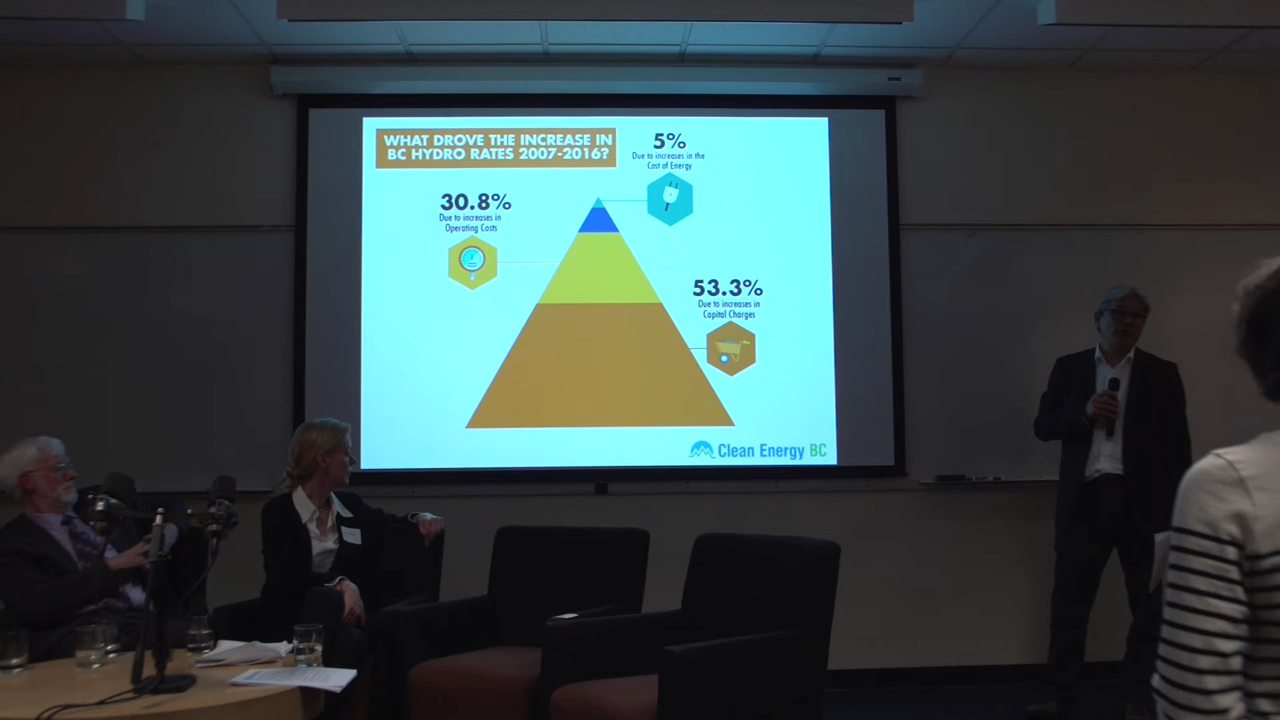 WHAT DROVE THE INCREASE IN
BC HYDRO RATES 2007-2016?
5%
Due to increases in the
Cost of Energy
30.8%
Due to increases in
Operating Costs
53.3%
Due to increases in
Capital Charges
Clean Energy BC